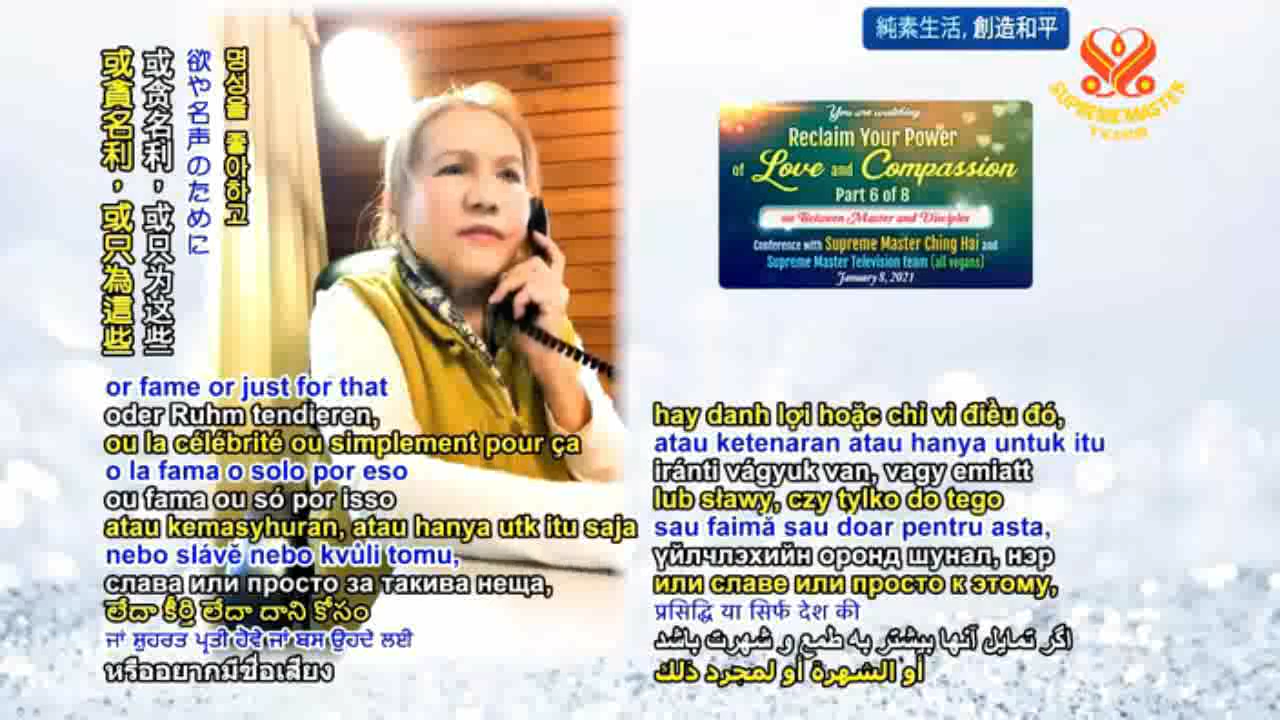 純素生活, 創造和平
SUPREME MASTER
You are watching
Reclaim Your Power
of Love and Compassion
Part 6 of 8
on Between Master and Disciples
Conference with Supreme Master Ching Hai and
Supreme Master Television team (all vegans)
January 8, 2021
명성을 좋아하고
欲や名声のために
或贪名利，或只为这些
或貪名利，或只為這些
or fame or just for that
oder Ruhm tendieren,
ou la célébrité ou simplement pour ça
o la fama o solo por eso
ou fama ou só por isso
atau kemasyhuran, atau hanya utk itu saja
nebo slávě nebo kvůli tomu,
слава или просто за такива неща,
లేదా కీర్తి లేదా దాని కోసం
ਜਾਂ ਸ਼ੁਹਰਤ ਪ੍ਰਤੀ ਹੋਵੇ ਜਾਂ ਬਸ ਉਹਦੇ ਲਈ
หรืออยากมีชื่อเสียง
hay danh lợi hoặc chỉ vì điều đó,
atau ketenaran atau hanya untuk itu
iránti vágyuk van, vagy emiatt
lub sławy, czy tylko do tego
sau faimă sau doar pentru asta,
үйлчлэхийн оронд шунал, нэр
или славе или просто к этому,
प्रसिद्धि या सिर्फ देश की
اگر تمایل آنها بیشتر به طمع و شهرت باشد
أو الشهرة أو لمجرد ذلك